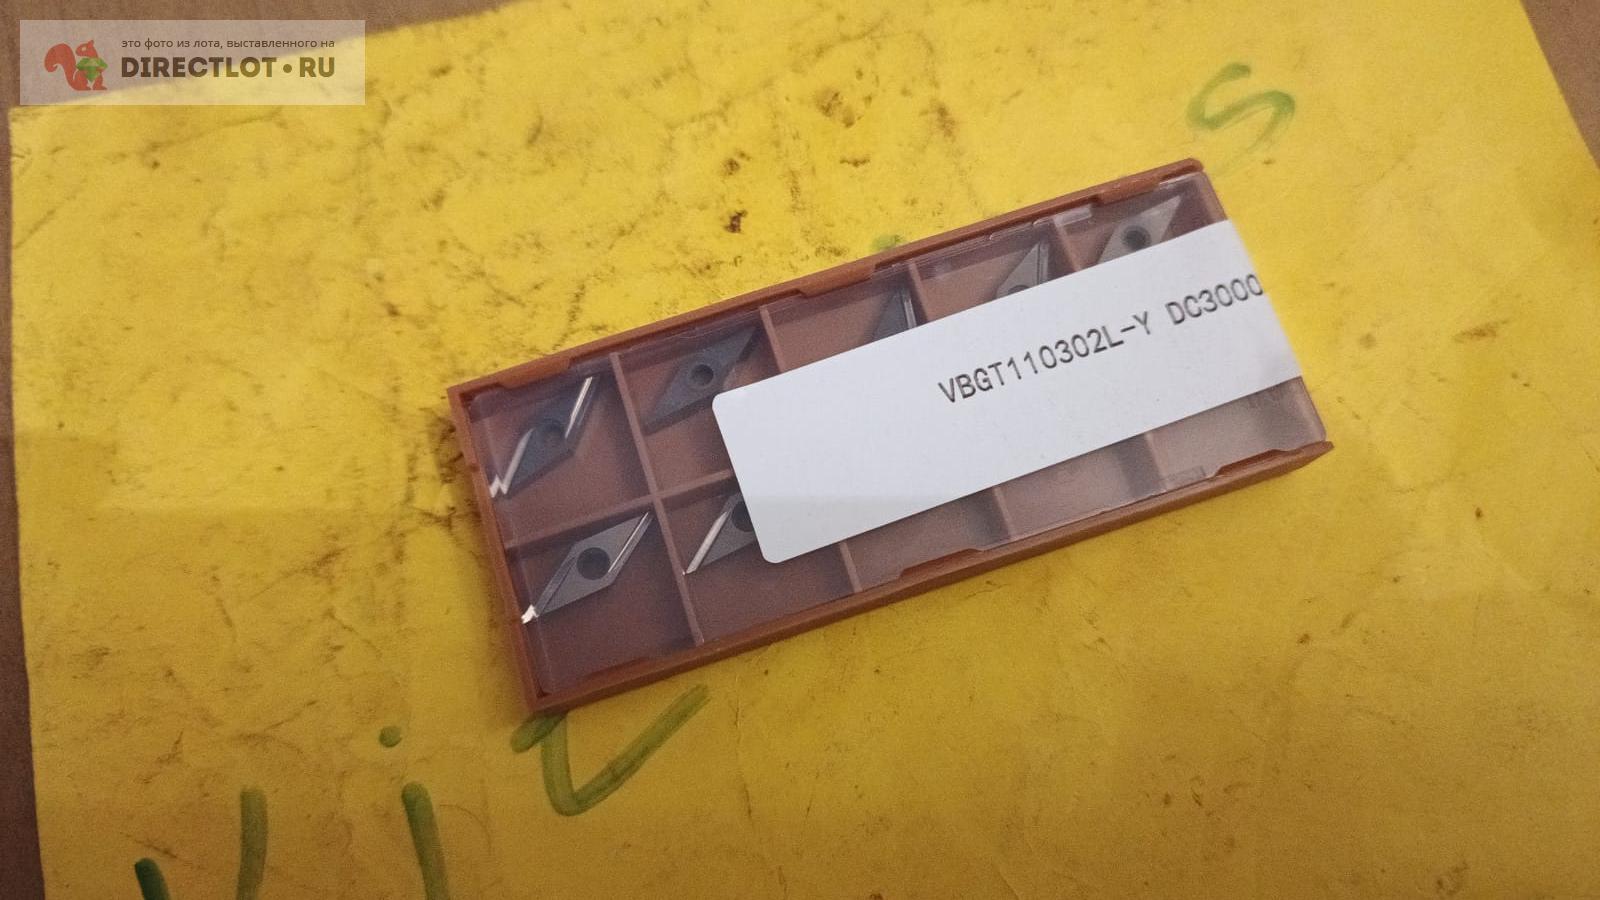 это фото из лота, выставленного на
DIRECTLOT•RU
S
VBGT110302L-Y DC3000